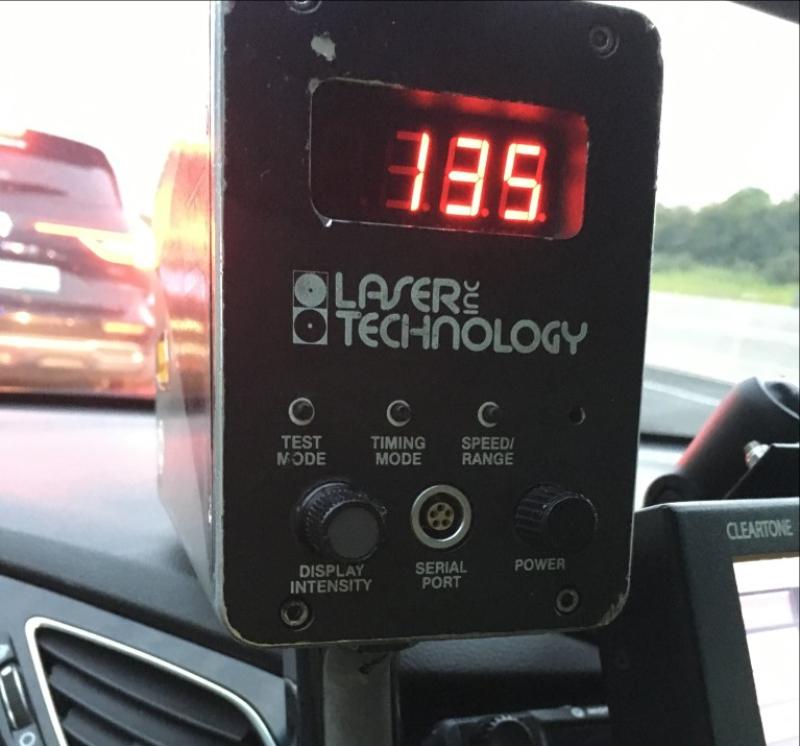 135
LASER INC
TECHNOLOGY
TEST
MODE
TIMING
MODE
SPEED/
RANGE
DISPLAY
INTENSITY
SERIAL
PORT
POWER
CLEARTONE